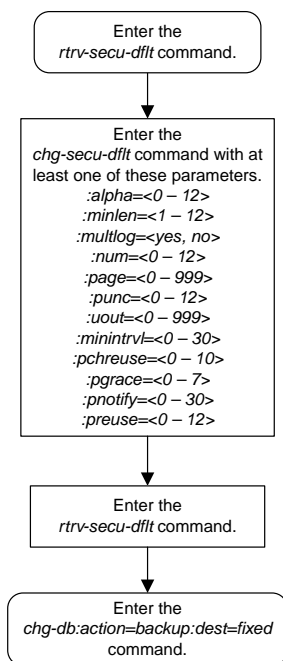 Enter the
rtrv-secu-dflt command.
Enter the
chg-secu-dflt command with at
least one of these parameters.
:alpha=<0 – 12>
:minlen=<1 – 12>
:multlog=<yes, no>
:num=<0 – 12>
:page=<0 – 999>
:punc=<0 – 12>
:uout=<0 – 999>
:minintrvl=<0 – 30>
:pchreuse=<0 – 10>
:pgrace=<0 – 7>
:pnotify=<0 – 30>
:preuse=<0 – 12>
Enter the
rtrv-secu-dflt command.
Enter the
chg-db:action=backup:dest=fixed
command.